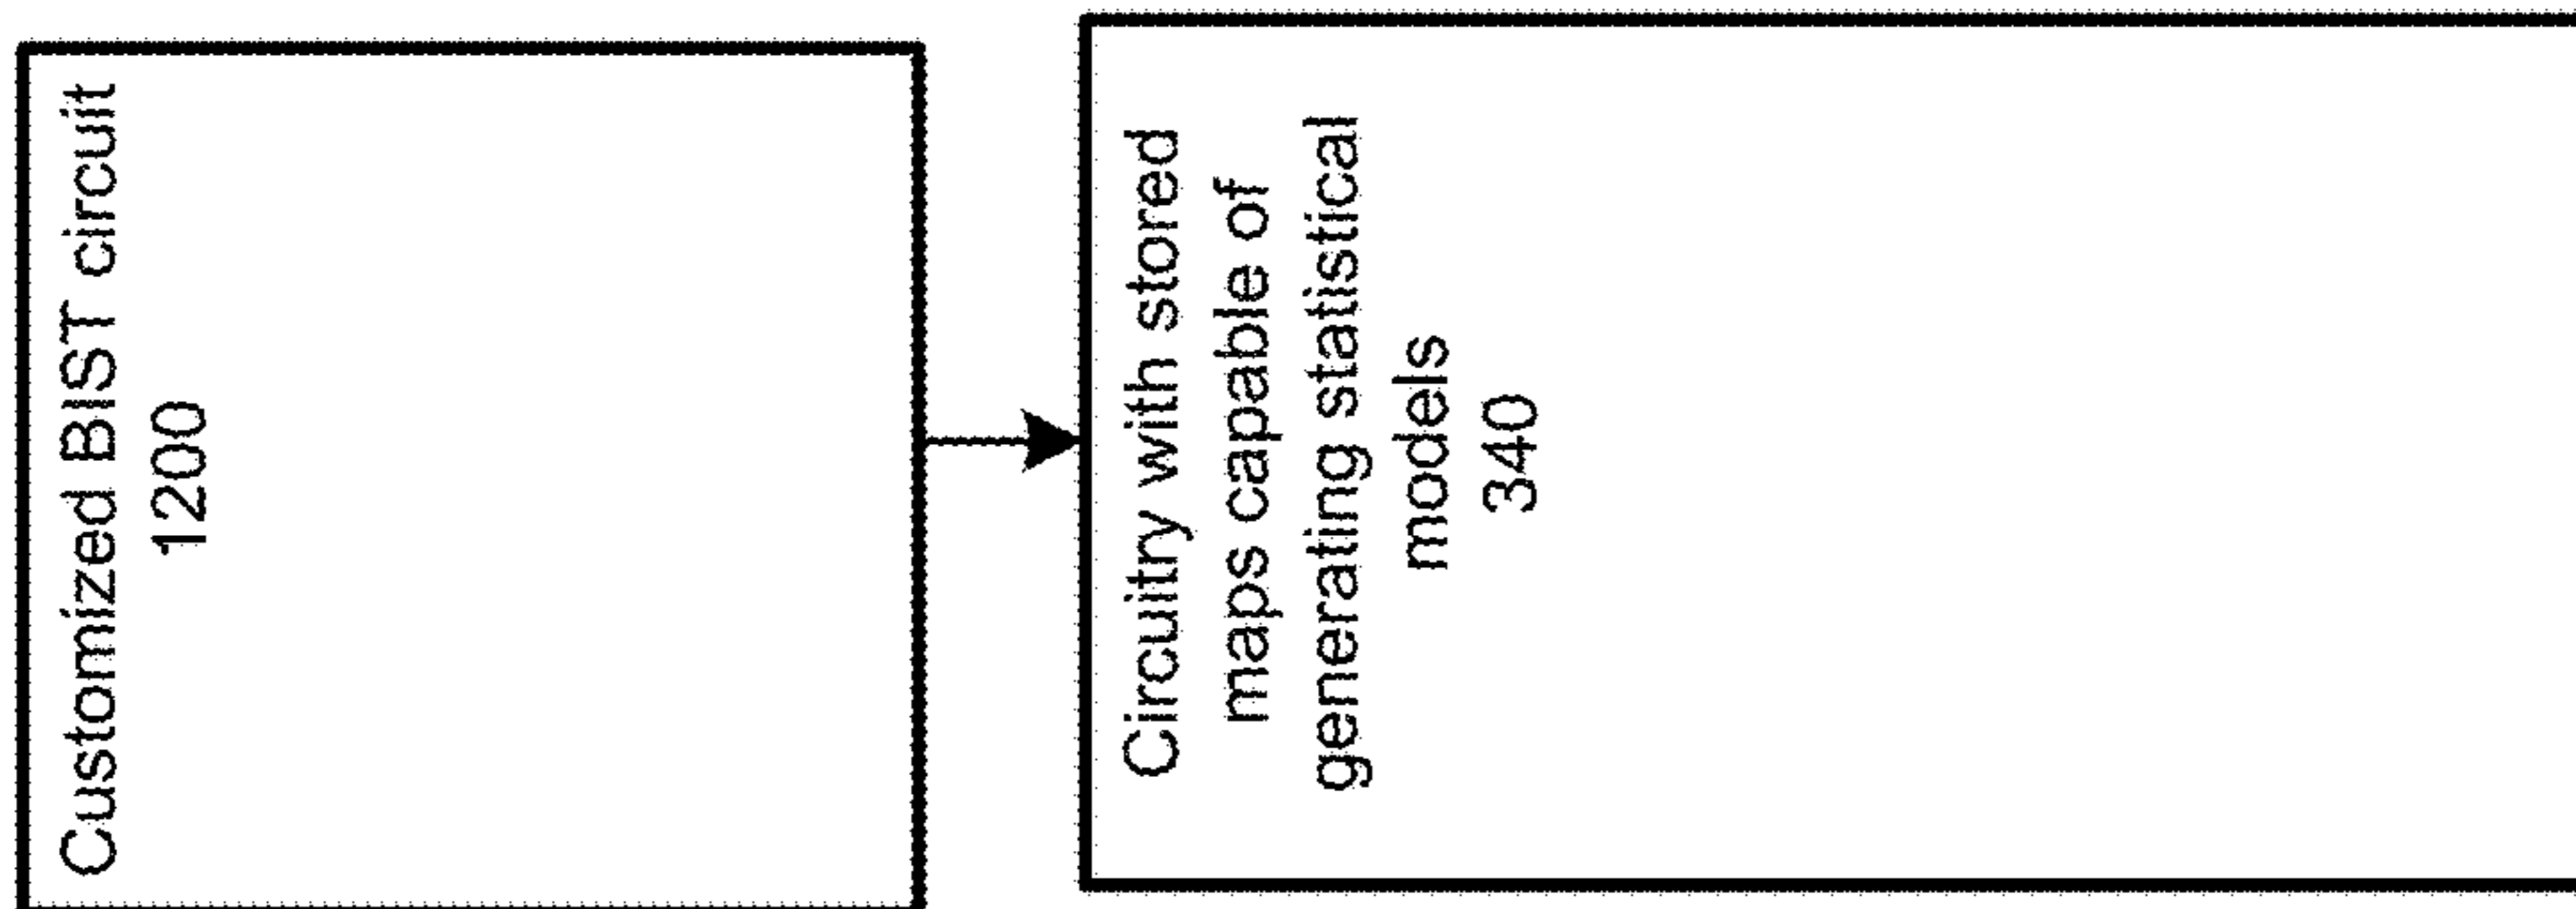 Customized BIST circuit
1200
Circuitry with stored
maps capable of
generating statistical
models
340